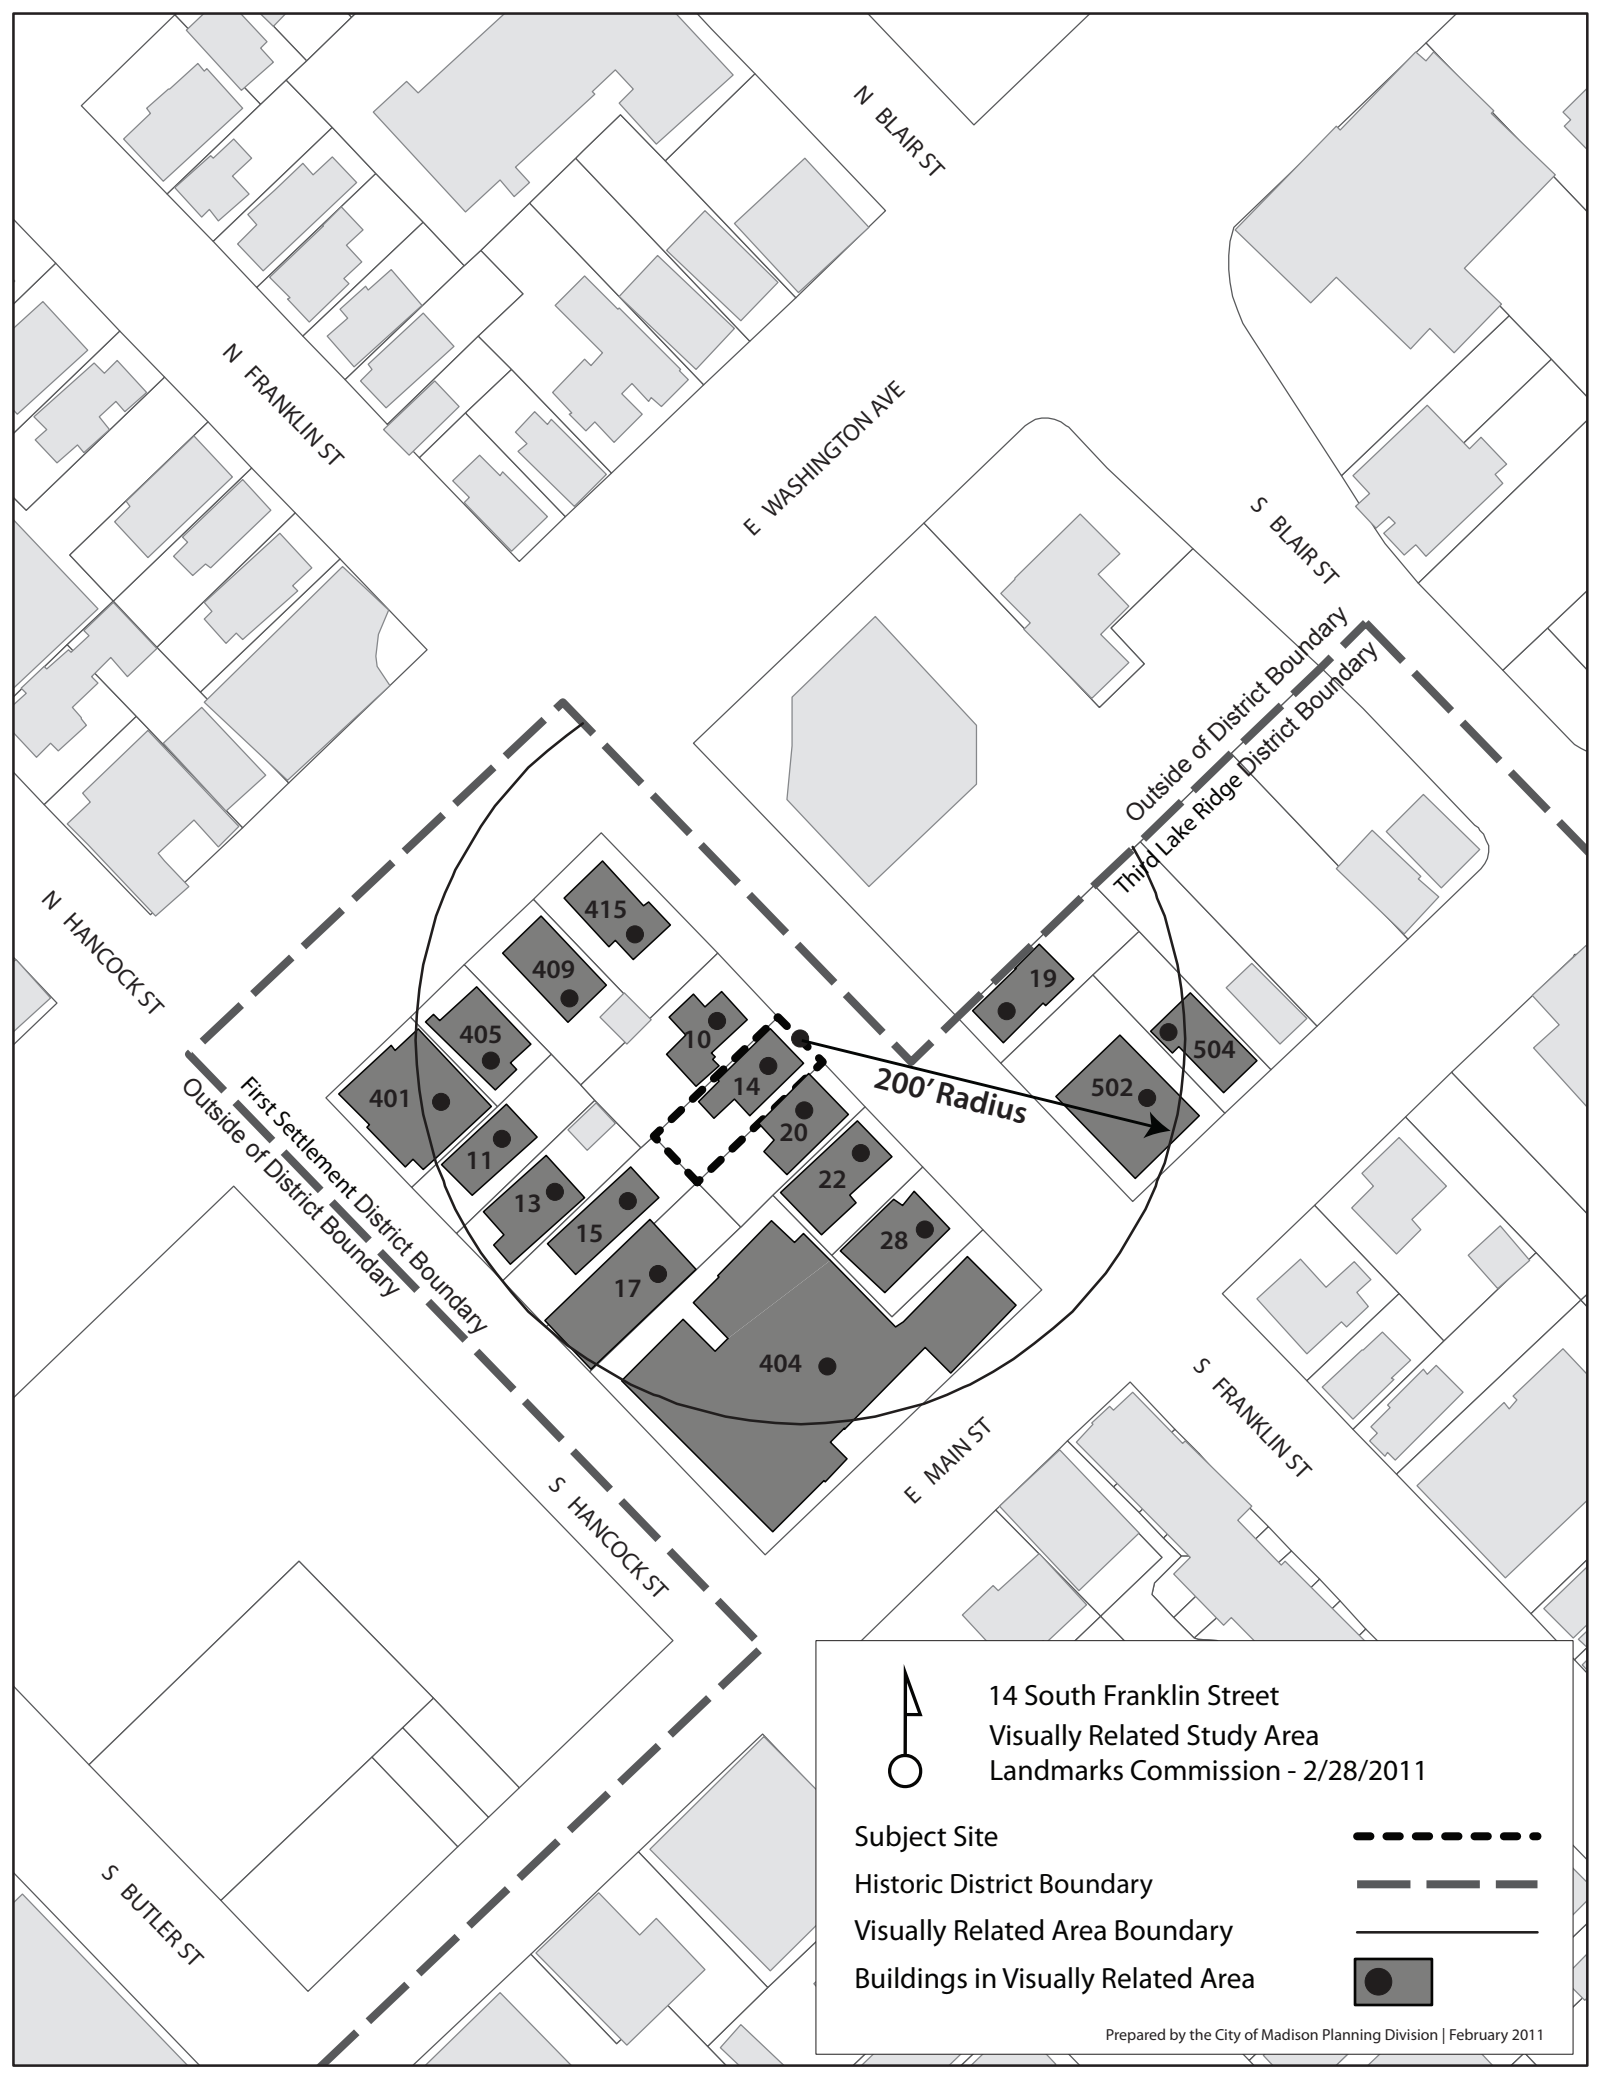 N BLAIR ST
N FRANKLIN ST
E WASHINGTON AVE
S BLAIR ST
Outside of District Boundary
Third Lake Ridge District Boundary
N HANCOCK ST
415
409
19
405
10
504
401
14
502
200’ Radius
20
11
22
13
15
28
17
404
First Settlement District Boundary
Outside of District Boundary
S FRANKLIN ST
E MAIN ST
S HANCOCK ST
S BUTLER ST
14 South Franklin Street
Visually Related Study Area
Landmarks Commission - 2/28/2011
Subject Site
Historic District Boundary
Visually Related Area Boundary
Buildings in Visually Related Area
Prepared by the City of Madison Planning Division | February 2011